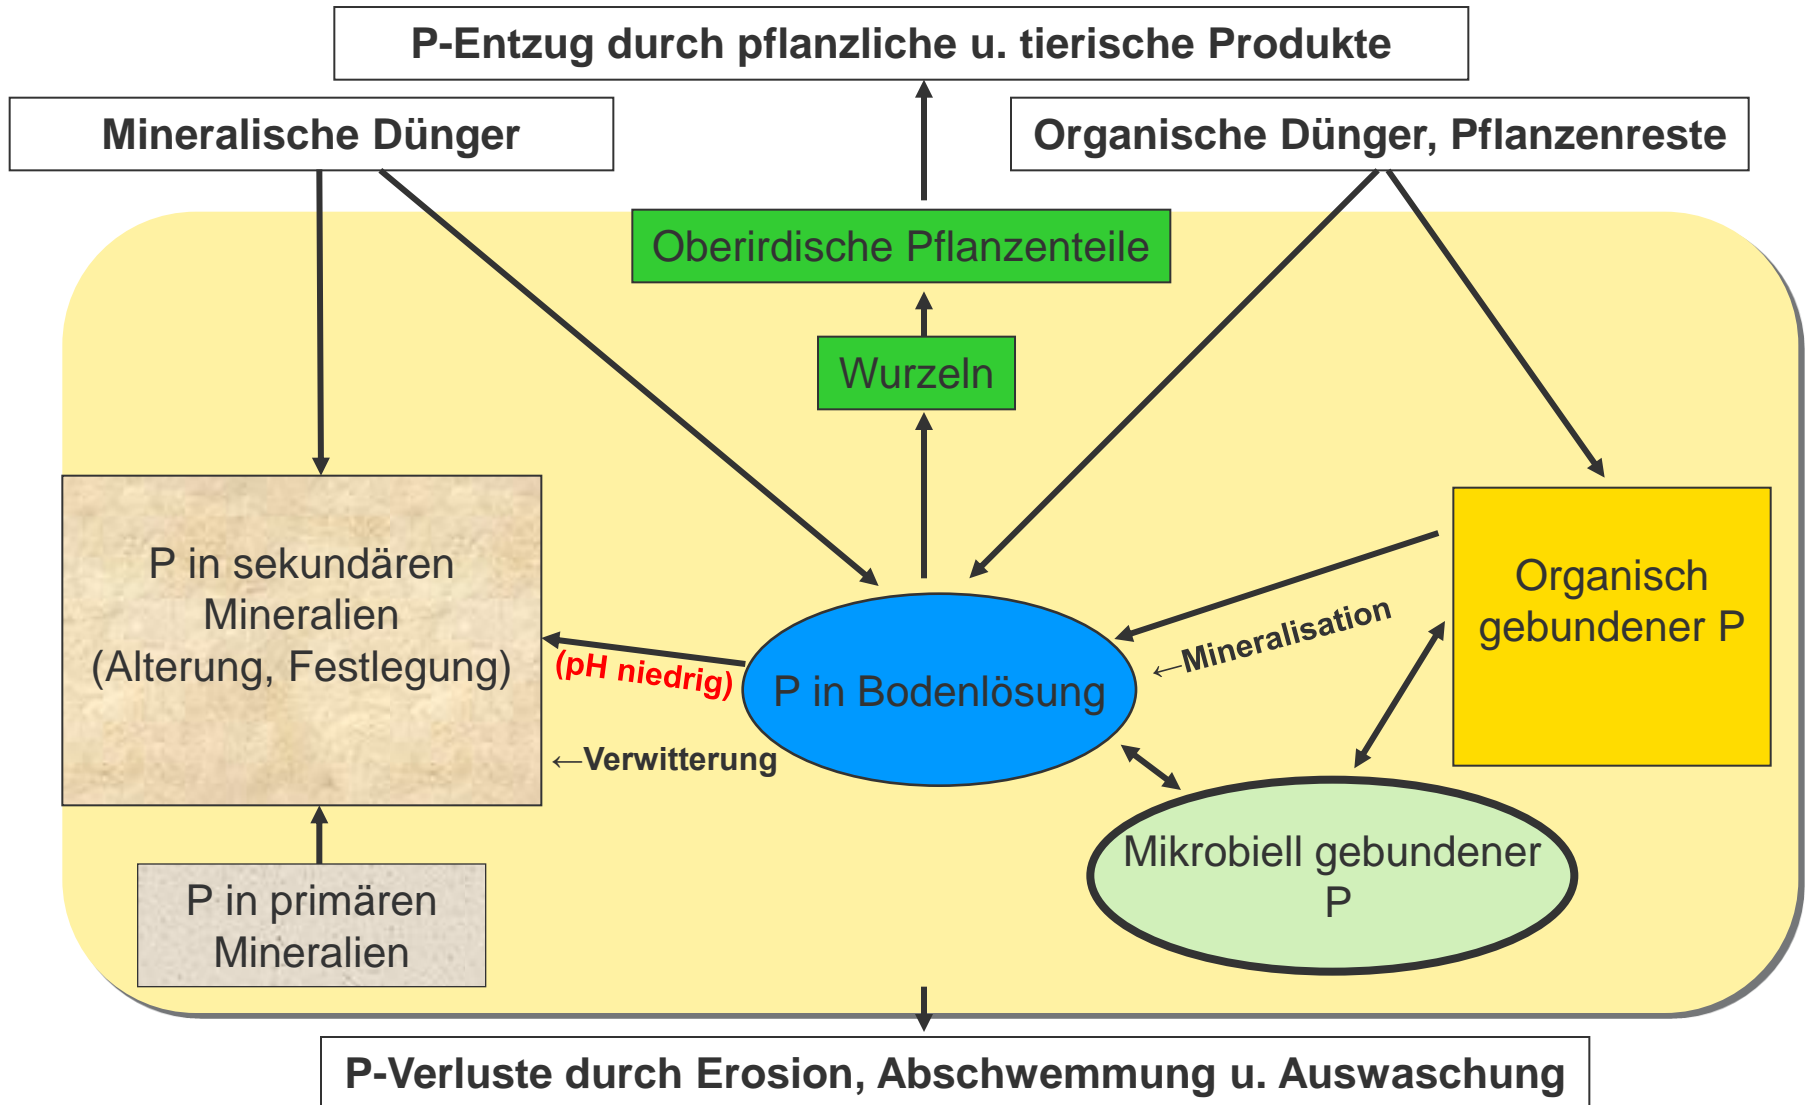 P-Entzug durch pflanzliche u. tierische Produkte
Mineralische Dünger
Organische Dünger, Pflanzenreste
Oberirdische Pflanzenteile
Wurzeln
P in sekundären
Mineralien
(Alterung, Festlegung)
(pH niedrig)
P in Bodenlösung
←Mineralisation
Organisch
gebundener P
←Verwitterung
Mikrobiell gebundener
P
P in primären
Mineralien
P-Verluste durch Erosion, Abschwemmung u. Auswaschung